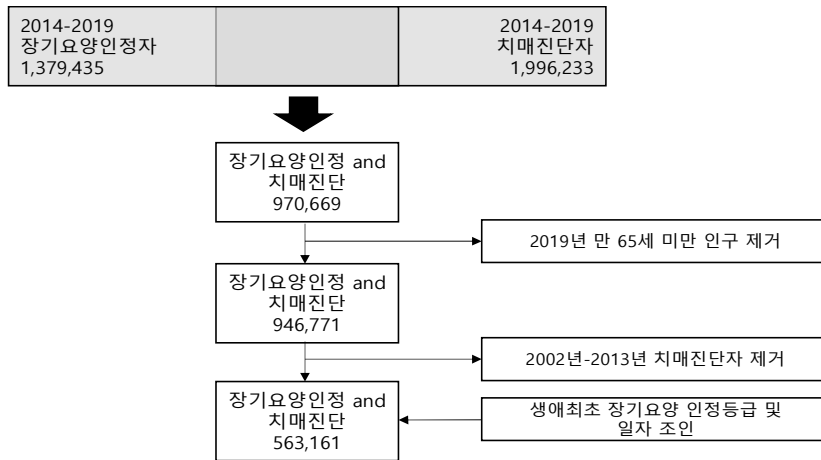 2014-2019
장기요양인정자
1,379,435
2014-2019
치매진단자
1,996,233
장기요양인정 and
치매진단
970,669
2019년 만 65세 미만 인구 제거
장기요양인정 and
치매진단
946,771
2002년-2013년 치매진단자 제거
장기요양인정 and
치매진단
563,161
생애최초 장기요양 인정등급 및
일자 조인